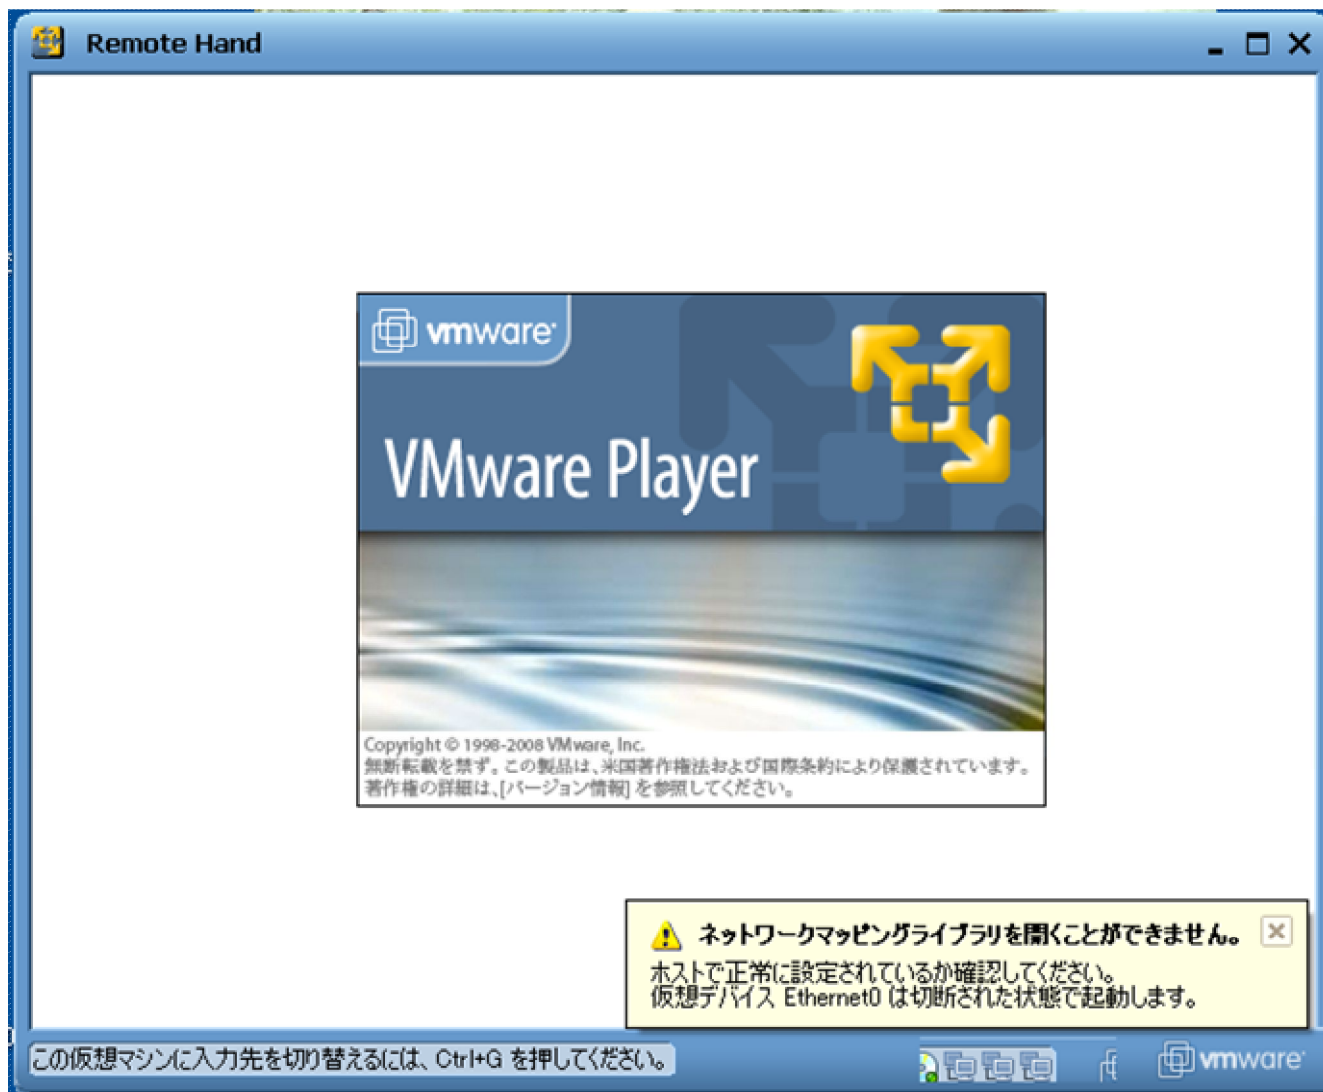 Remote Hand
vmware
VMware Player
Copyright © 1998-2008 VMware, Inc.
無断転載を禁ず。この製品は、米国著作権法および国際条約により保護されています。
著作権の詳細は、[バージョン情報] を参照してください。
ネットワークマッピングライブラリを開くことができません。
ホストで正常に設定されているか確認してください。
仮想デバイス Ethernet0 は切断された状態で起動します。
この仮想マシンに入力先を切り替えるには、Ctrl+G を押してください。
vmware